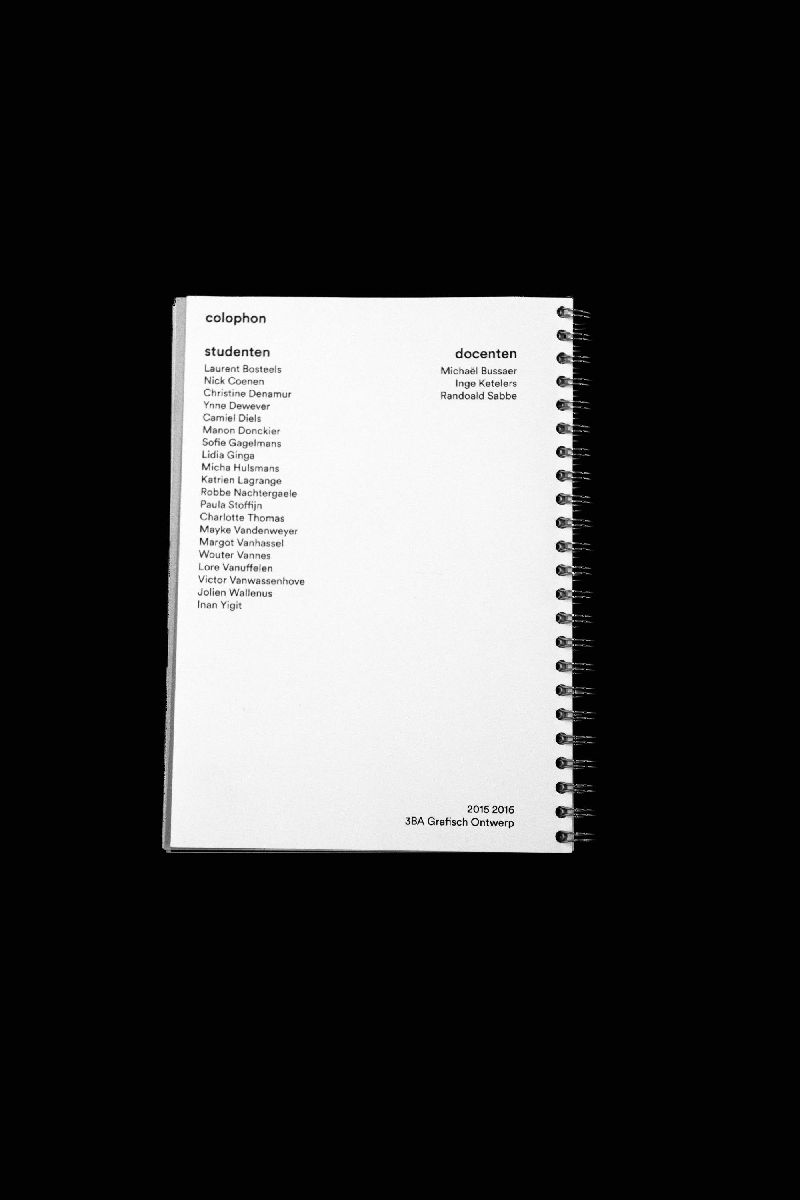 colophon
studenten
Laurent Bosteels
Nick Coenen
Christine Denamur
Ynne Dewever
Camiel Diels
Manon Donckier
Sofie Gagelmans
Lidia Ginga
Micha Hulsmans
Katrien Lagrange
Robbe Nachtergaele
Paula Stoffijn
Charlotte Thomas
Mayke Vandenweyer
Margot Vanhassel
Wouter Vannes
Lore Vanuffelen
Victor Vanwassenhove
Jolien Wallenus
Inan Yigit
docenten
Michaël Bussaer
Inge Ketelers
Randoald Sabbe
2015 2016
3BA Grafisch Ontwerp